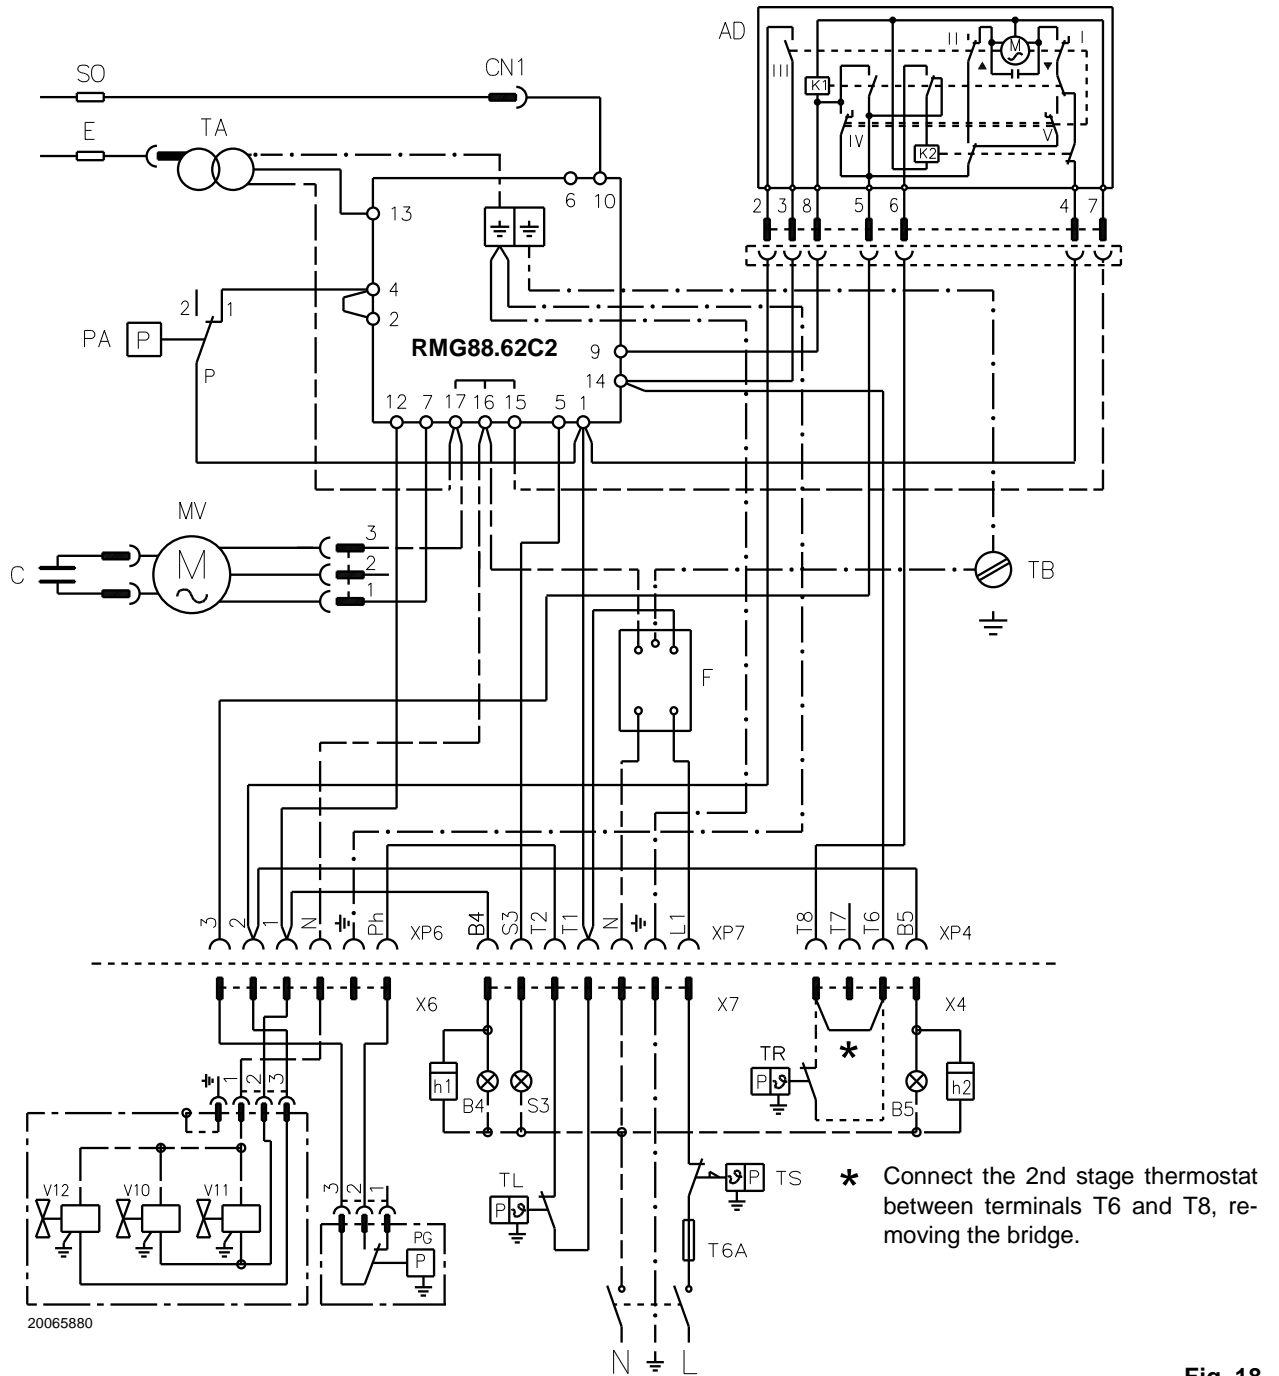 AD
SO
CN1
E
TA
II
M
I
III
K1
IV
V
K2
6
10
13
2
3
8
5
6
4
7
4
2
2
1
PA
P
P
RMG88.62C2
9
14
12
7
17
16
15
5
1
MV
C
M
3
2
1
TB
F
3
2
1
N
Ph
XP6
B4
S3
T2
T1
N
L1
XP7
T8
T7
T6
B5
XP4
X6
X7
X4
1
2
3
h1
B4
S3
TR
P
*
B5
h2
V12
V10
V11
3
2
1
PG
P
TL
P
P
TS
T6A
* Connect the 2nd stage thermostat
between terminals T6 and T8, re-
moving the bridge.
20065880
N
L
Fig. 18